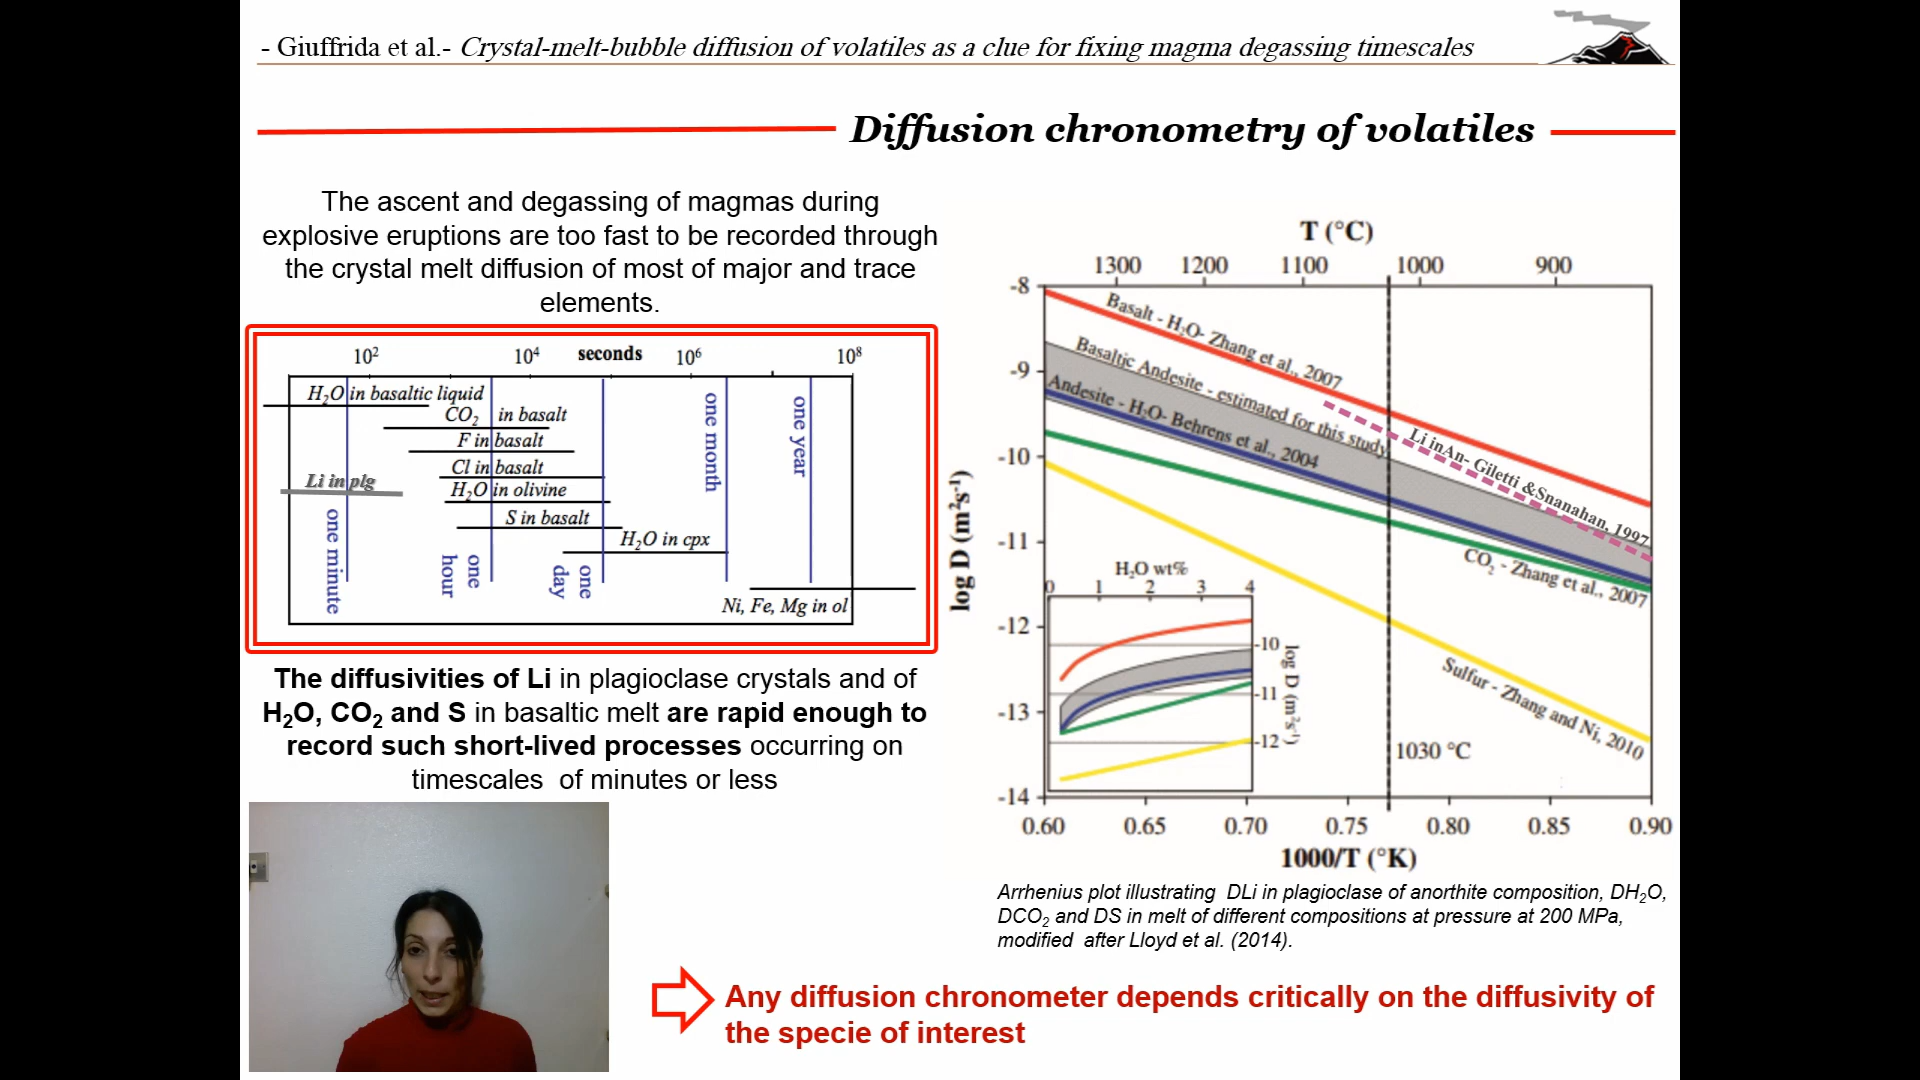 - Giuffrida et al.- Crystal-melt-bubble diffusion of volatiles as a clue for fixing magma degassing timescales
Diffusion chronometry of volatiles
The ascent and degassing of magmas during
explosive eruptions are too fast to be recorded through
the crystal melt diffusion of most of major and trace
elements.
10² 10⁴ seconds 10⁶ 10⁸
H₂O in basaltic liquid
CO₂ in basalt
F in basalt
Cl in basalt
Li in plg
H₂O in olivine
S in basalt
H₂O in cpx
Ni, Fe, Mg in ol
one minute
one hour
one day
one month
one year
The diffusivities of Li in plagioclase crystals and of
H₂O, CO₂ and S in basaltic melt are rapid enough to
record such short-lived processes occurring on
timescales of minutes or less
T (°C)
1300 1200 1100 1000 900
-8
-9
-10
-11
-12
-13
-14
log D (m²s⁻¹)
Basalt - H₂O- Zhang et al., 2007
Basaltic Andesite - estimated for this study
Andesite - H₂O- Behrens et al., 2004
Li inAn- Giletti &Snanahan, 1997
CO₂ - Zhang et al., 2007
Sulfur - Zhang and Ni, 2010
1030 °C
H₂O wt%
0 1 2 3 4
-10
-11
-12
log D (m²s⁻¹)
0.60 0.65 0.70 0.75 0.80 0.85 0.90
1000/T (°K)
Arrhenius plot illustrating DLi in plagioclase of anorthite composition, DH₂O,
DCO₂ and DS in melt of different compositions at pressure at 200 MPa,
modified after Lloyd et al. (2014).
Any diffusion chronometer depends critically on the diffusivity of
the specie of interest